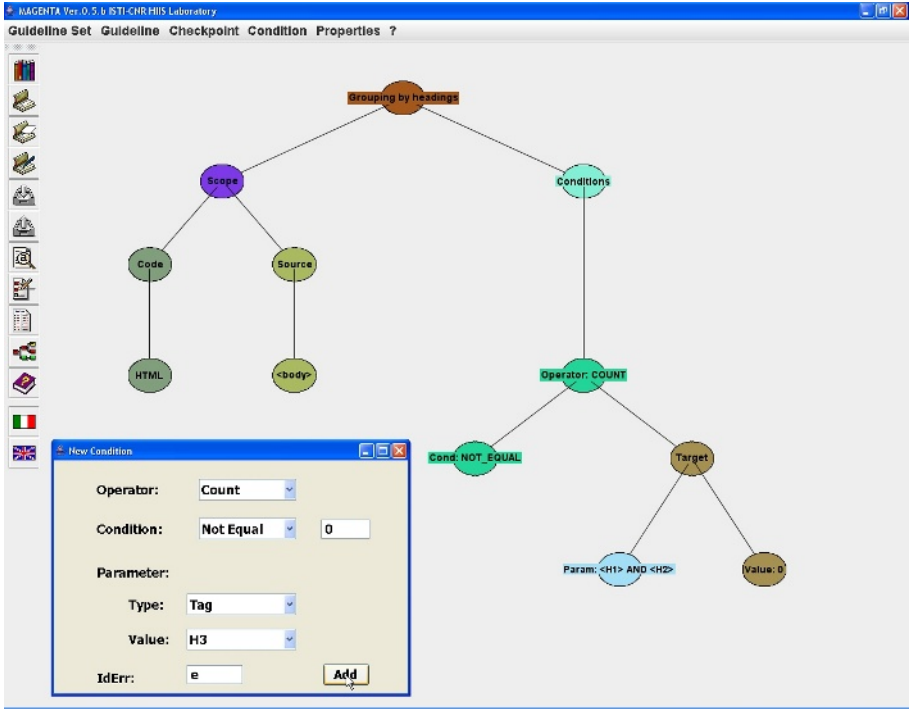 MAGENTA Ver.0.5.b ISTI-CNR HIIS Laboratory
Guideline Set Guideline Checkpoint Condition Properties ?
Grouping by headings
Scope
Conditions
Code
Source
HTML
<body>
Operator: COUNT
Cond: NOT_EQUAL
Target
Param: <H1> AND <H2>
Value: 0
New Condition
Operator: Count
Condition: Not Equal 0
Parameter:
Type: Tag
Value: H3
IdErr: e Add